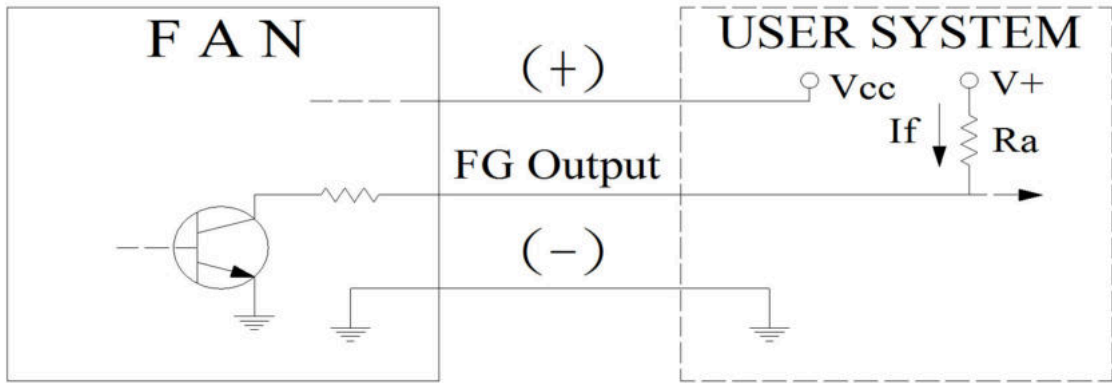 F A N
USER SYSTEM
(+)
Vcc
V+
If
Ra
FG Output
(-)